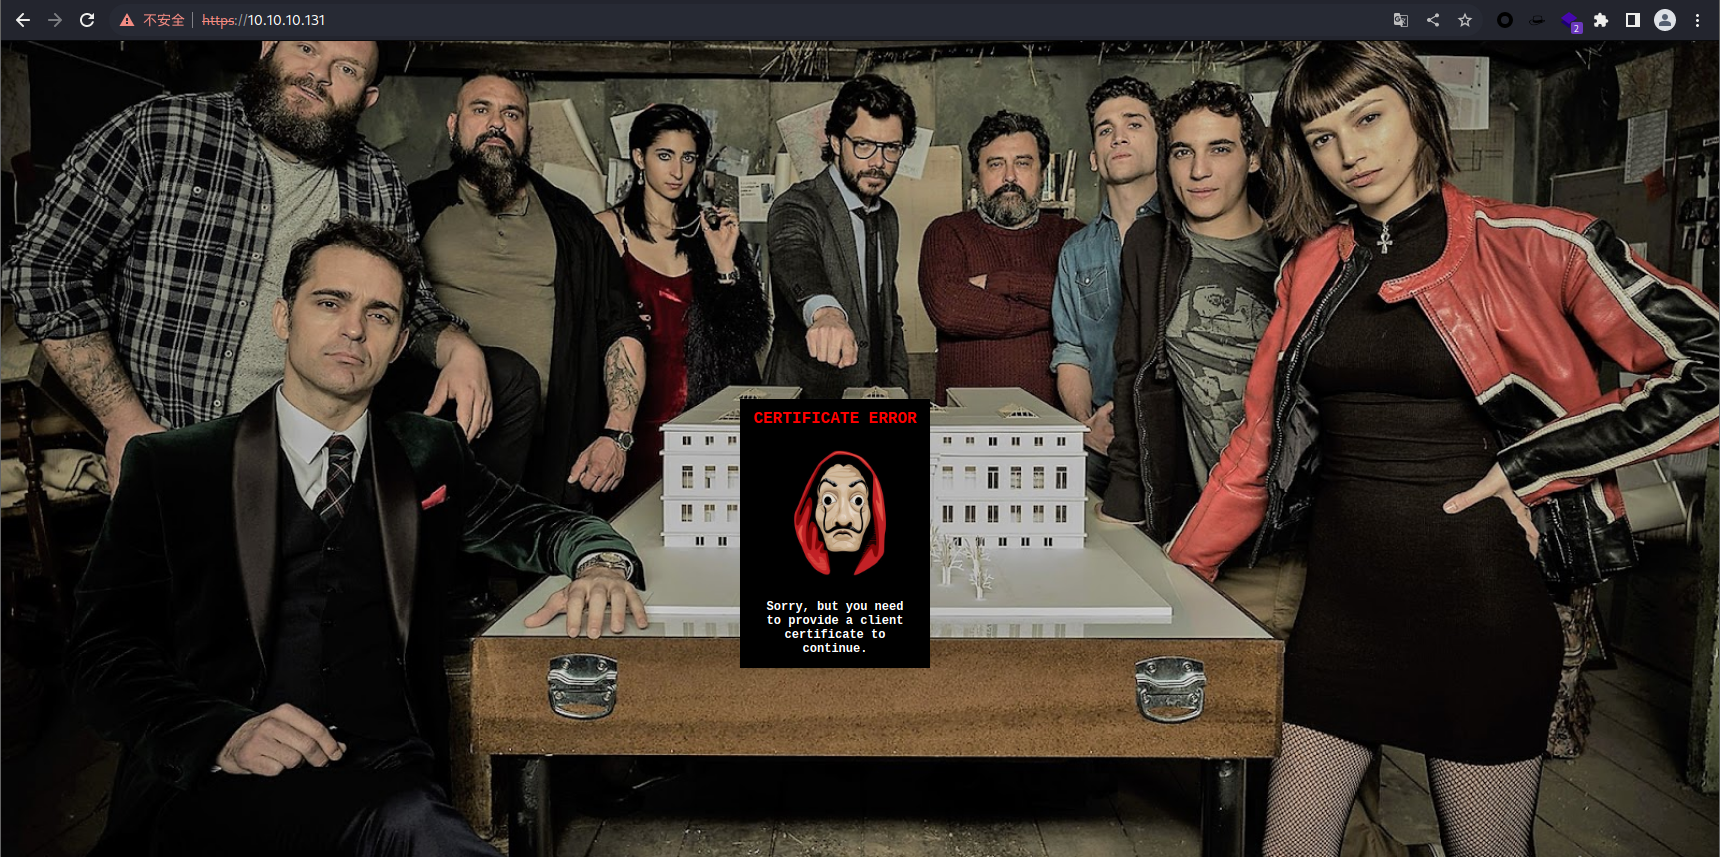 不安全 https://10.10.10.131
2
CERTIFICATE ERROR
Sorry, but you need
to provide a client
certificate to
continue.